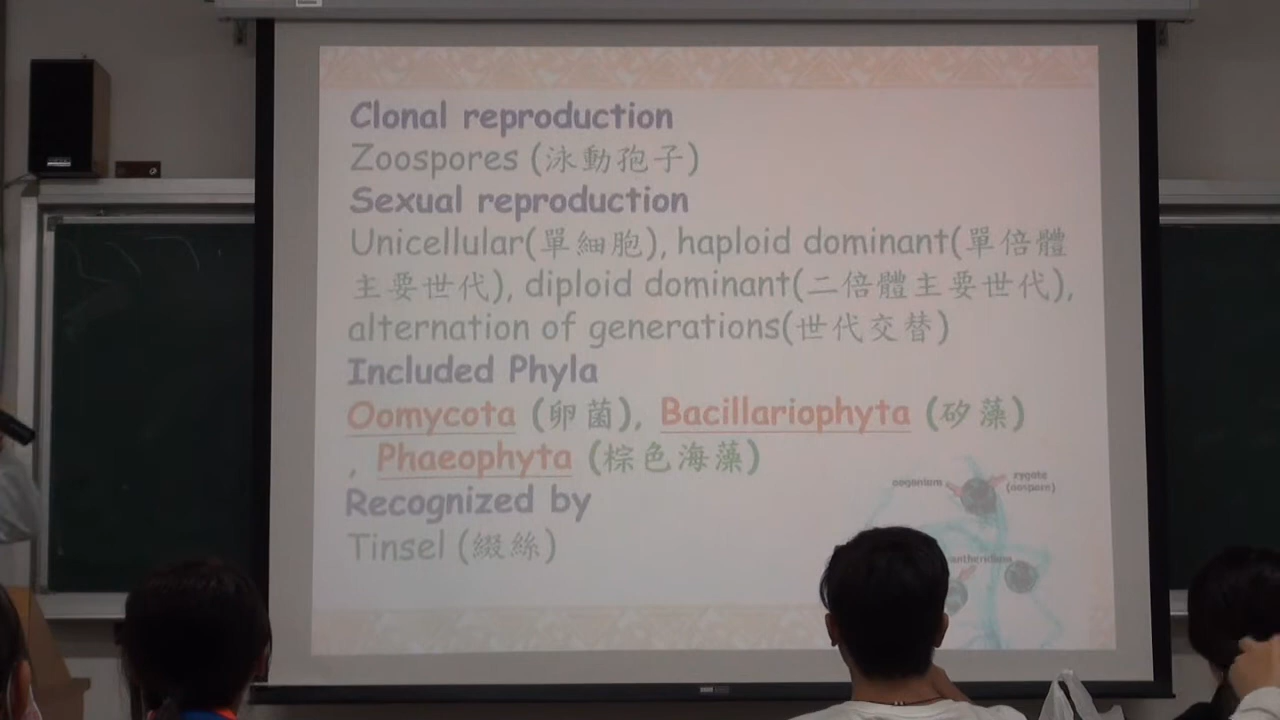 Clonal reproduction
Zoospores (泳動孢子)
Sexual reproduction
Unicellular(單細胞), haploid dominant(單倍體
主要世代), diploid dominant(二倍體主要世代),
alternation of generations(世代交替)
Included Phyla
Oomycota (卵菌), Bacillariophyta (矽藻)
, Phaeophyta (棕色海藻)
Recognized by
Tinsel (綴絲)
oogonium
zygote
(oospore)
antheridium